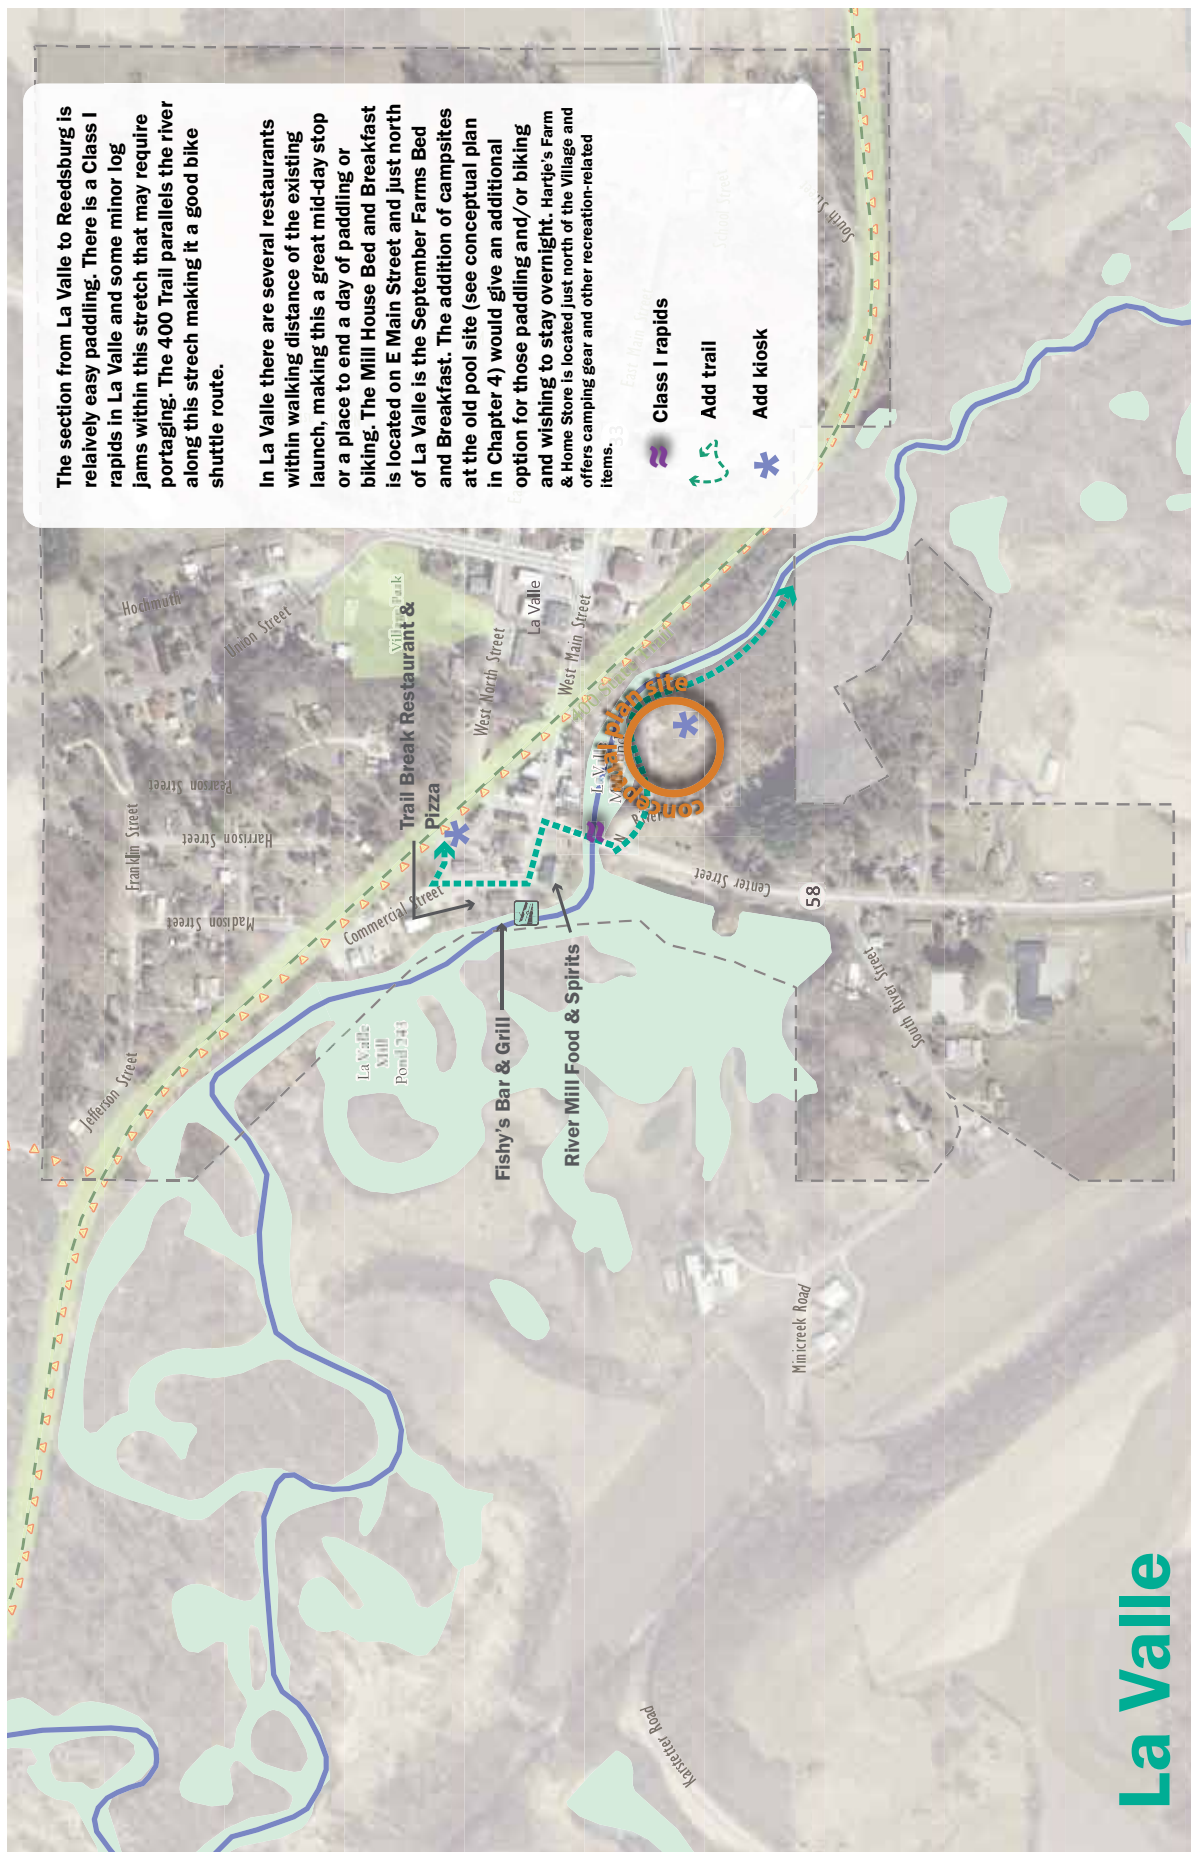 The section from La Valle to Reedsburg is
relatively easy paddling. There is a Class I
rapids in La Valle and some minor log
jams within this stretch that may require
portaging. The 400 Trail parallels the river
along this strech making it a good bike
shuttle route.
In La Valle there are several restaurants
within walking distance of the existing
launch, making this a great mid-day stop
or a place to end a day of paddling or
biking. The Mill House Bed and Breakfast
is located on E Main Street and just north
of La Valle is the September Farms Bed
and Breakfast. The addition of campsites
at the old pool site (see conceptual plan
in Chapter 4) would give an additional
option for those paddling and/or biking
and wishing to stay overnight. Hartje's Farm
& Home Store is located just north of the Village and
offers camping gear and other recreation-related
items.
Class I rapids
Add trail
Add kiosk
Hochmuth
Union Street
Village Park
La Valle
West North Street
West Main Street
South
East Main Street
School Street
33
Trail Break Restaurant &
Pizza
Pearson Street
Franklin Street
Harrison Street
Madison Street
Commercial Street
Jefferson Street
conceptual plan site
N
River
Center Street
58
South River Street
La Valle
Mill
Pond 243
Fishy's Bar & Grill
River Mill Food & Spirits
Minicreek Road
Karstetter Road
La Valle